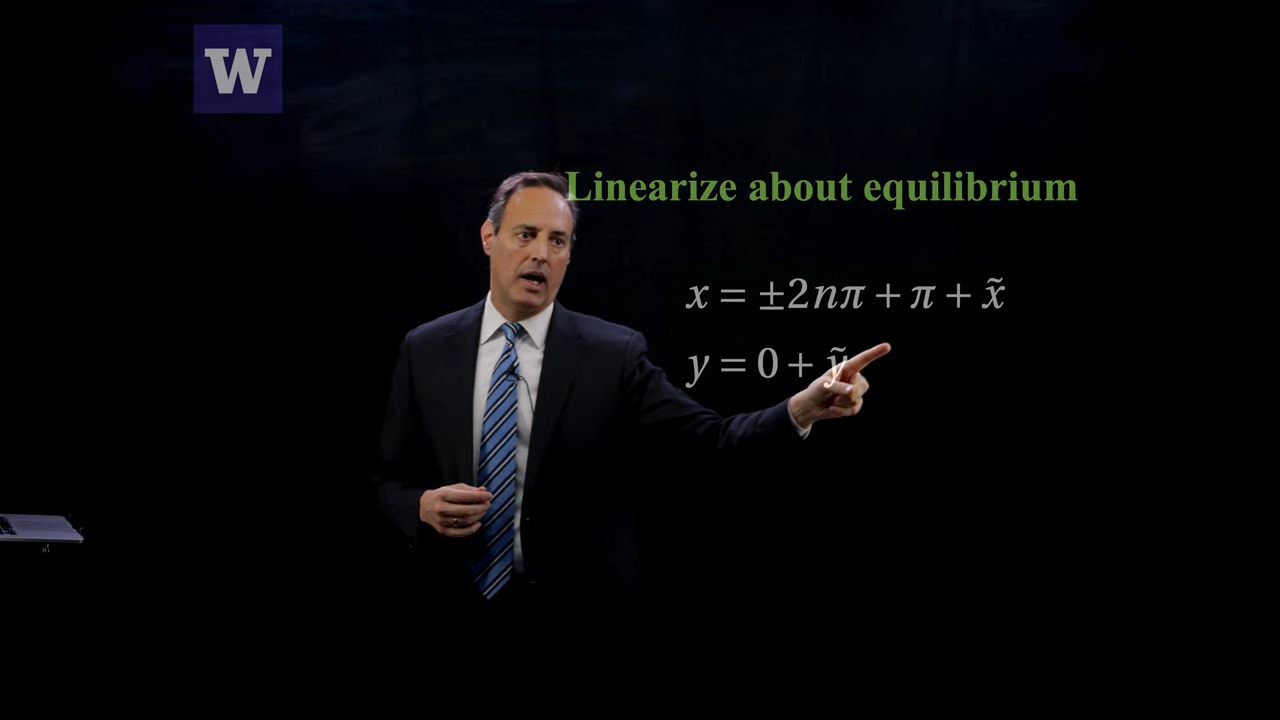 W
Linearize about equilibrium
x = ±2nπ + π + x̃
y = 0 + ỹ